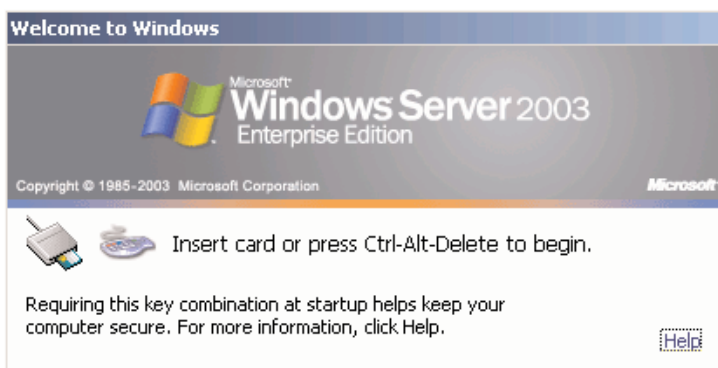 Welcome to Windows
Microsoft
Windows Server 2003
Enterprise Edition
Copyright © 1985-2003 Microsoft Corporation
Microsoft
Insert card or press Ctrl-Alt-Delete to begin.
Requiring this key combination at startup helps keep your
computer secure. For more information, click Help.
Help